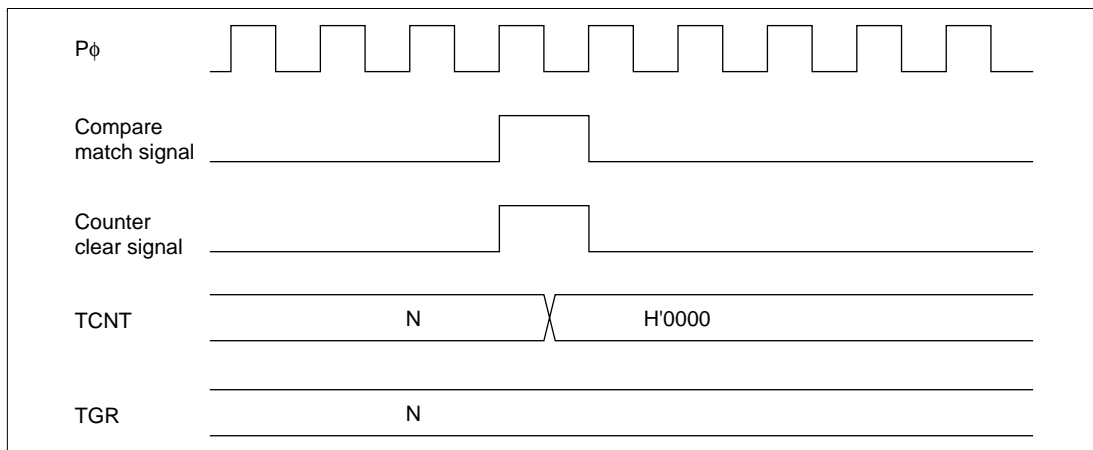 Pϕ
Compare
match signal
Counter
clear signal
TCNT
N
H'0000
TGR
N